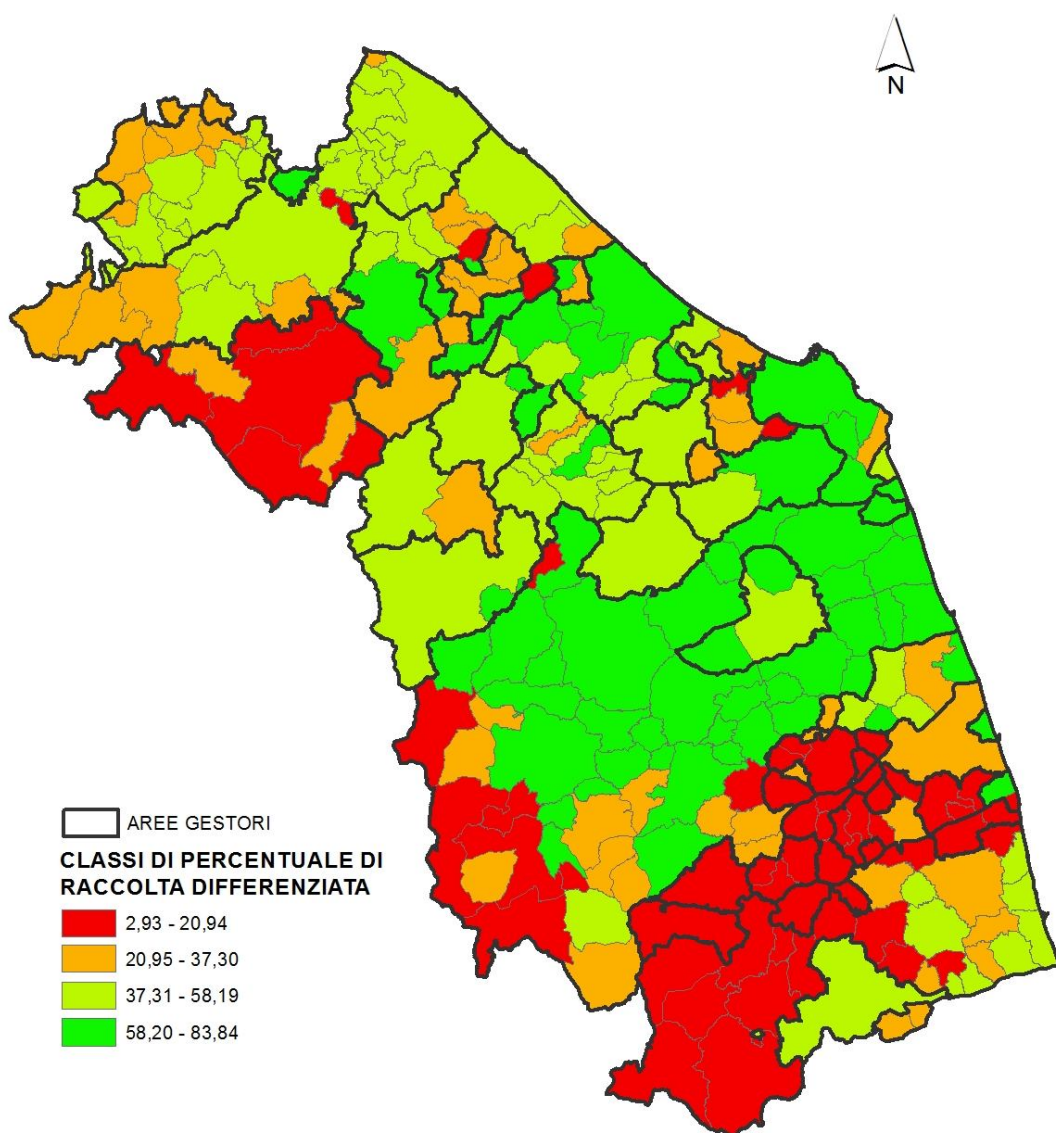 N
AREE GESTORI
CLASSI DI PERCENTUALE DI
RACCOLTA DIFFERENZIATA
2,93 - 20,94
20,95 - 37,30
37,31 - 58,19
58,20 - 83,84